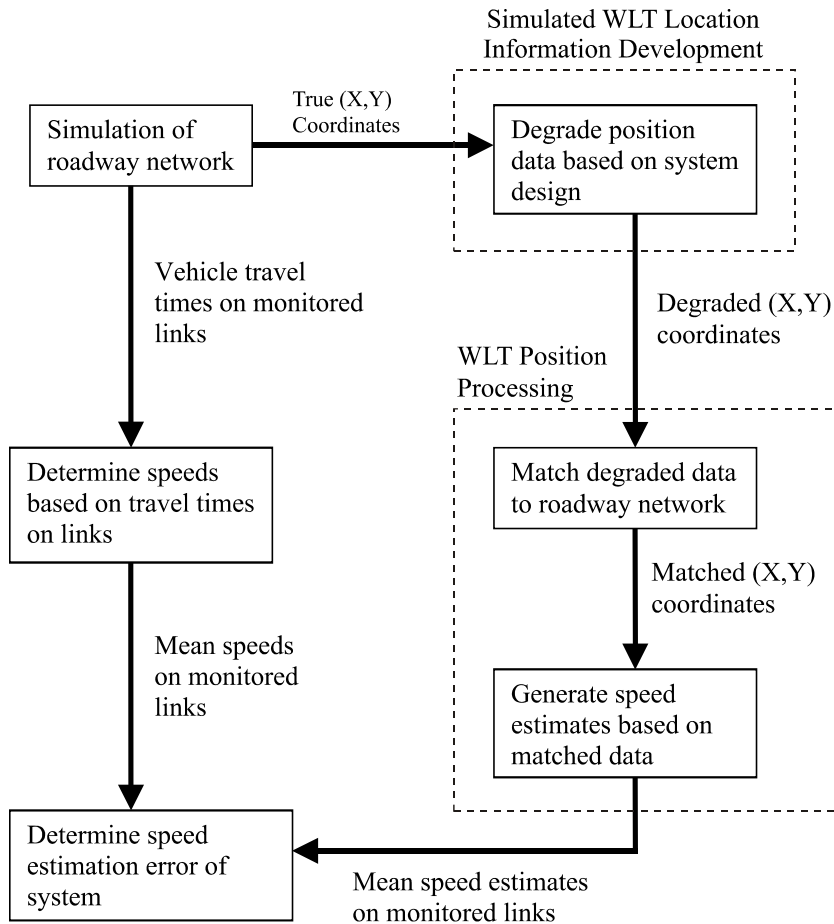 Simulated WLT Location
Information Development
True (X,Y)
Coordinates
Simulation of
roadway network
Degrade position
data based on system
design
Vehicle travel
times on monitored
links
Degraded (X,Y)
coordinates
WLT Position
Processing
Determine speeds
based on travel times
on links
Match degraded data
to roadway network
Matched (X,Y)
coordinates
Mean speeds
on monitored
links
Generate speed
estimates based on
matched data
Determine speed
estimation error of
system
Mean speed estimates
on monitored links